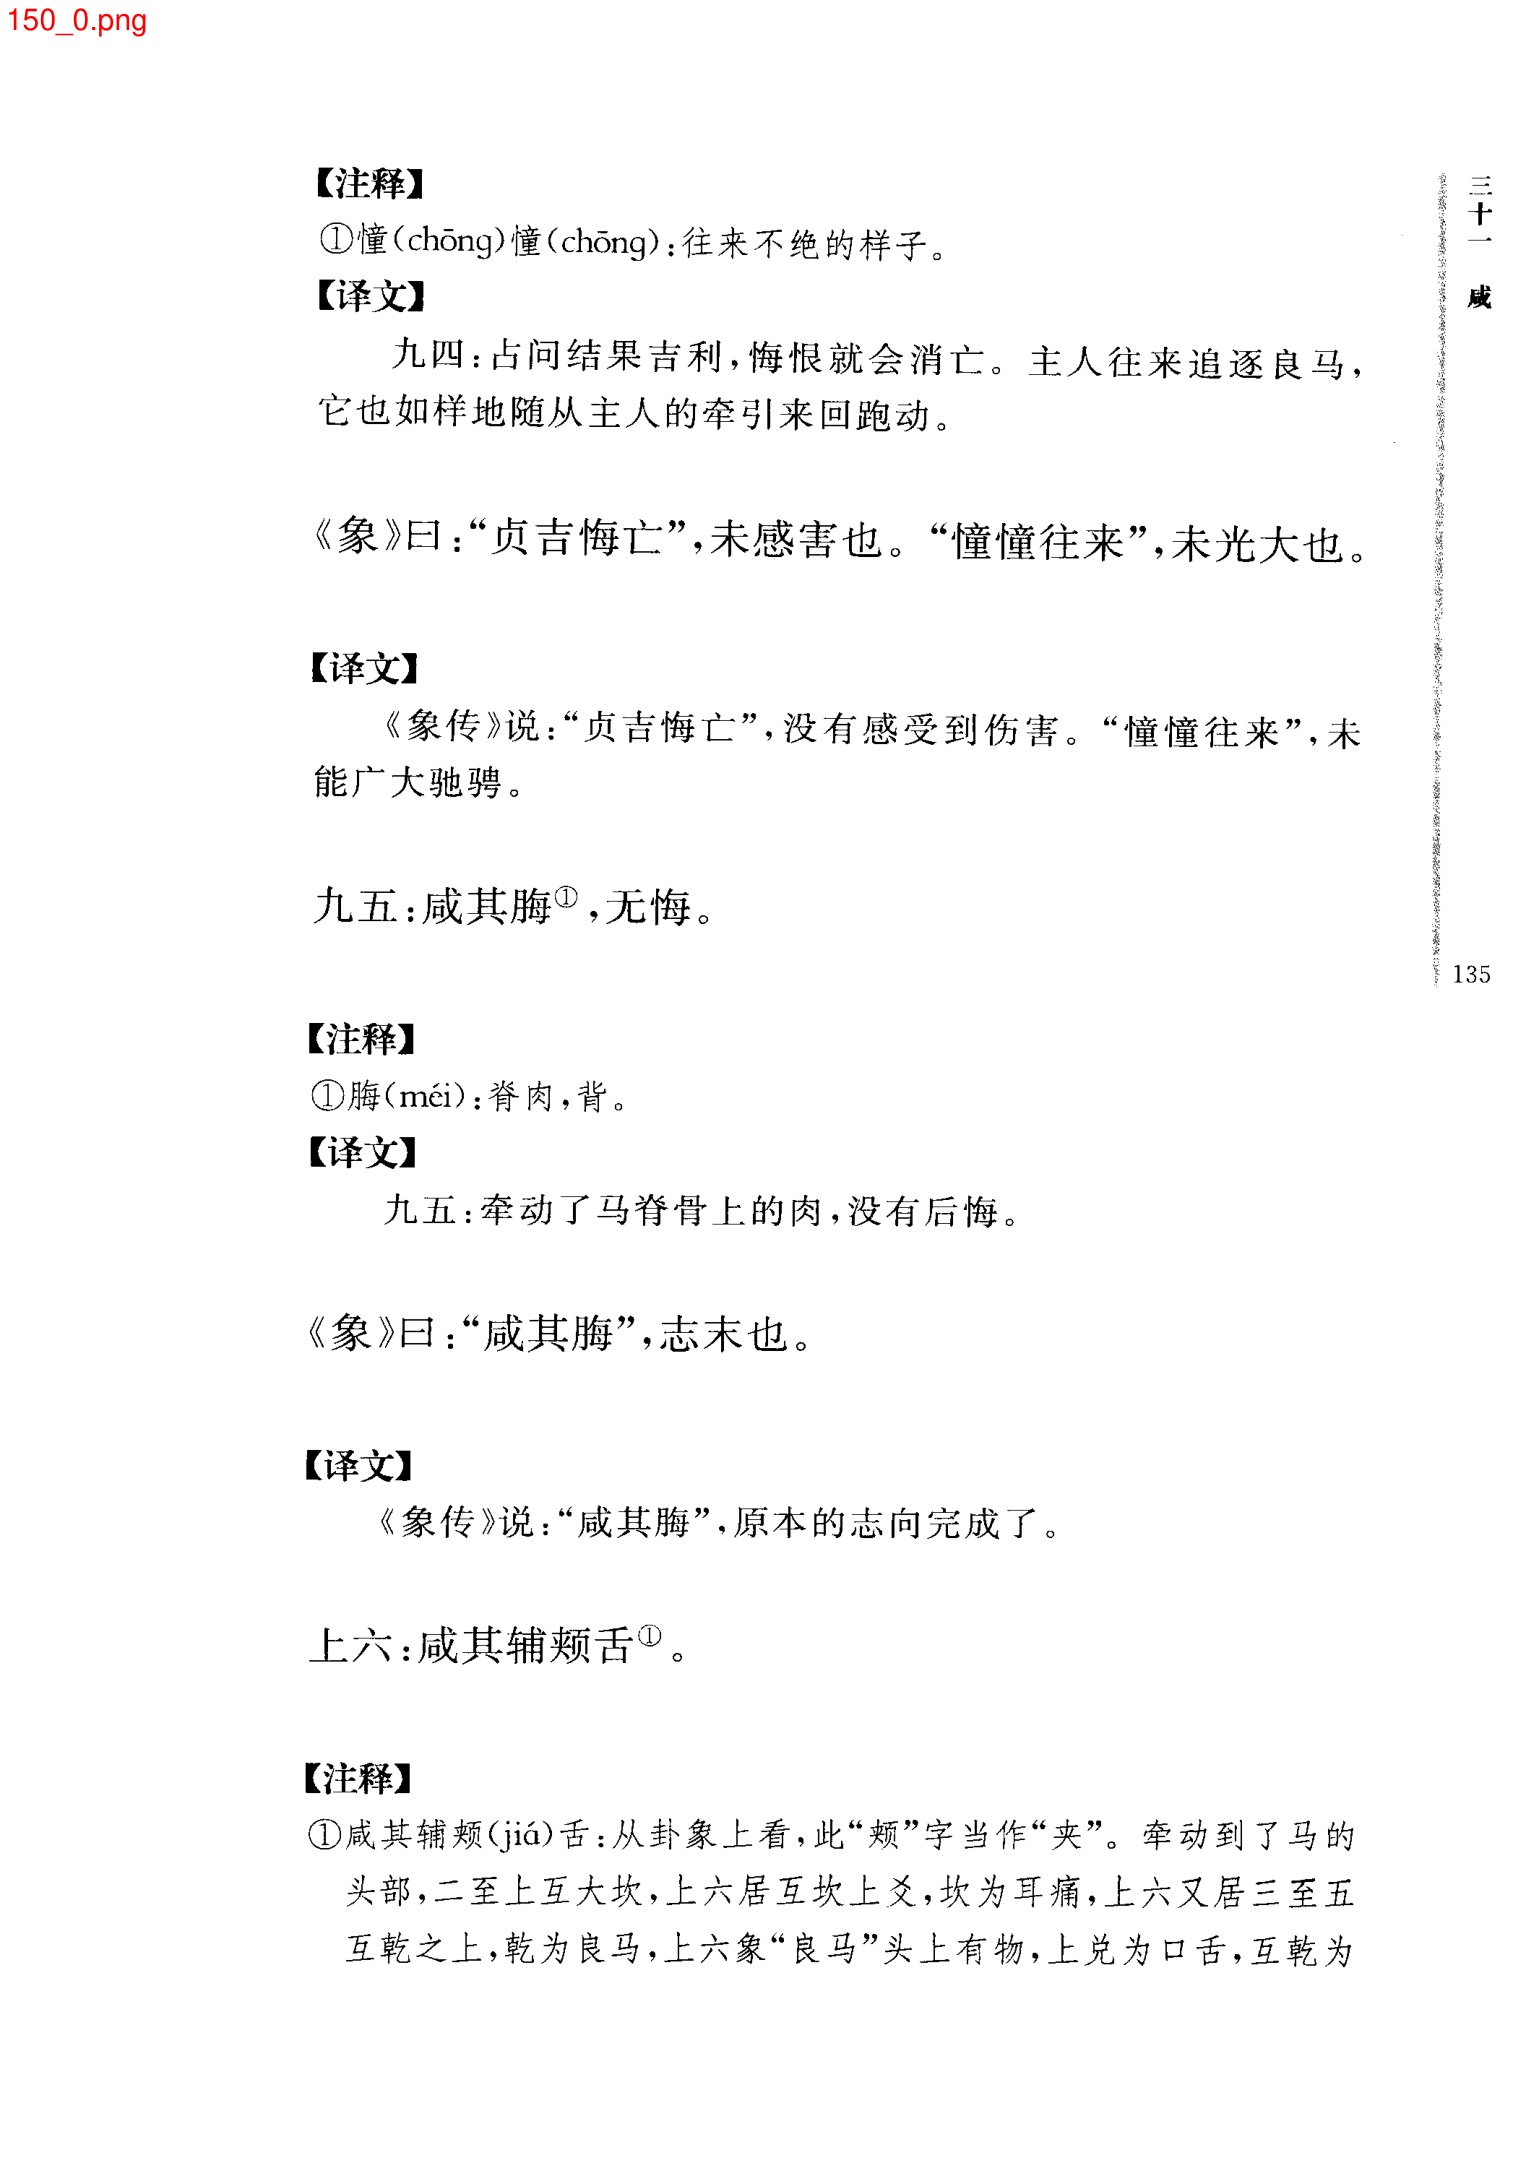 150_0.png
【注释】
①憧(chōng)憧(chōng):往来不绝的样子。
【译文】
九四:占问结果吉利,悔恨就会消亡。主人往来追逐良马,
它也如样地随从主人的牵引来回跑动。
《象》曰:“贞吉悔亡”,未感害也。“憧憧往来”,未光大也。
【译文】
《象传》说:“贞吉悔亡”,没有感受到伤害。“憧憧往来”,未
能广大驰骋。
九五:咸其脢①,无悔。
【注释】
①脢(méi):脊肉,背。
【译文】
九五:牵动了马脊骨上的肉,没有后悔。
《象》曰:“咸其脢”,志末也。
【译文】
《象传》说:“咸其脢”,原本的志向完成了。
上六:咸其辅颊舌①。
【注释】
①咸其辅颊(jiá)舌:从卦象上看,此“颊”字当作“夹”。牵动到了马的
头部,二至上互大坎,上六居互坎上爻,坎为耳痛,上六又居三至五
互乾之上,乾为良马,上六象“良马”头上有物,上兑为口舌,互乾为
三十一 咸
135